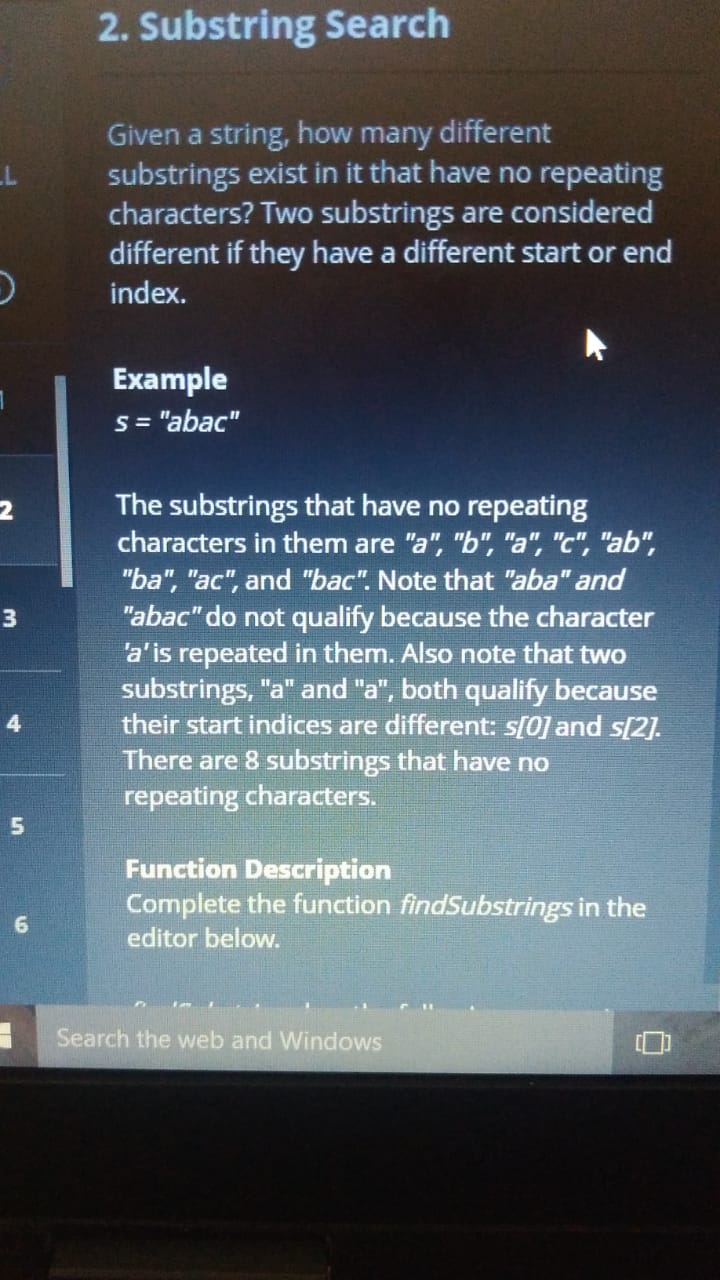 2. Substring Search
Given a string, how many different
substrings exist in it that have no repeating
characters? Two substrings are considered
different if they have a different start or end
index.
Example
s = "abac"
The substrings that have no repeating
characters in them are "a", "b", "a", "c", "ab",
"ba", "ac", and "bac". Note that "aba" and
"abac" do not qualify because the character
'a' is repeated in them. Also note that two
substrings, "a" and "a", both qualify because
their start indices are different: s[0] and s[2].
There are 8 substrings that have no
repeating characters.
Function Description
Complete the function findSubstrings in the
editor below.
2
3
4
5
6
Search the web and Windows